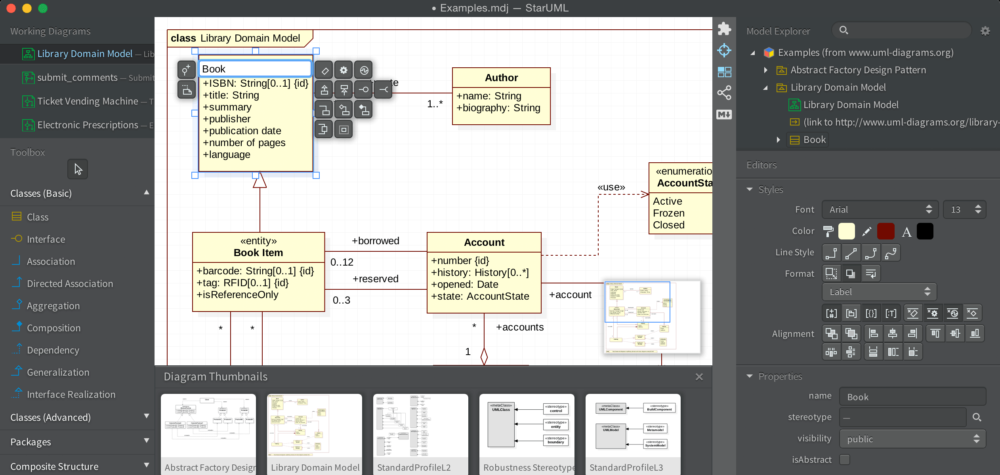 • Examples.mdj — StarUML
Working Diagrams
Library Domain Model — Lib
submit_comments — Submit
Ticket Vending Machine — T
Electronic Prescriptions — E
Toolbox
Classes (Basic)
Class
Interface
Association
Directed Association
Aggregation
Composition
Dependency
Generalization
Interface Realization
Classes (Advanced)
Packages
Composite Structure
class Library Domain Model
Book
+ISBN: String[0..1] {id}
+title: String
+summary
+publisher
+publication date
+number of pages
+language
1..*
Author
+name: String
+biography: String
«enumeratio
AccountSta
Active
Frozen
Closed
«use»
«entity»
Book Item
+barcode: String[0..1] {id}
+tag: RFID[0..1] {id}
+isReferenceOnly
+borrowed
0..12
+reserved
0..3
Account
+number {id}
+history: History[0..*]
+opened: Date
+state: AccountState
+account
*
*
*
+accounts
1
Diagram Thumbnails
«metaClass»
UMLClass
«stereotype»
control
«stereotype»
entity
«stereotype»
boundary
«metaClass»
UMLComponent
«stereotype»
BuildComponent
«metaClass»
UMLModel
«stereotype»
Metamodel
«stereotype»
SystemModel
Abstract Factory Design
Library Domain Model
StandardProfileL2
Robustness Stereotype
StandardProfileL3
Model Explorer
Examples (from www.uml-diagrams.org)
Abstract Factory Design Pattern
Library Domain Model
Library Domain Model
(link to http://www.uml-diagrams.org/library-
Book
Editors
Styles
Font
Arial
13
Color
A
Line Style
Format
Label
Alignment
Properties
name
Book
stereotype
—
visibility
public
isAbstract